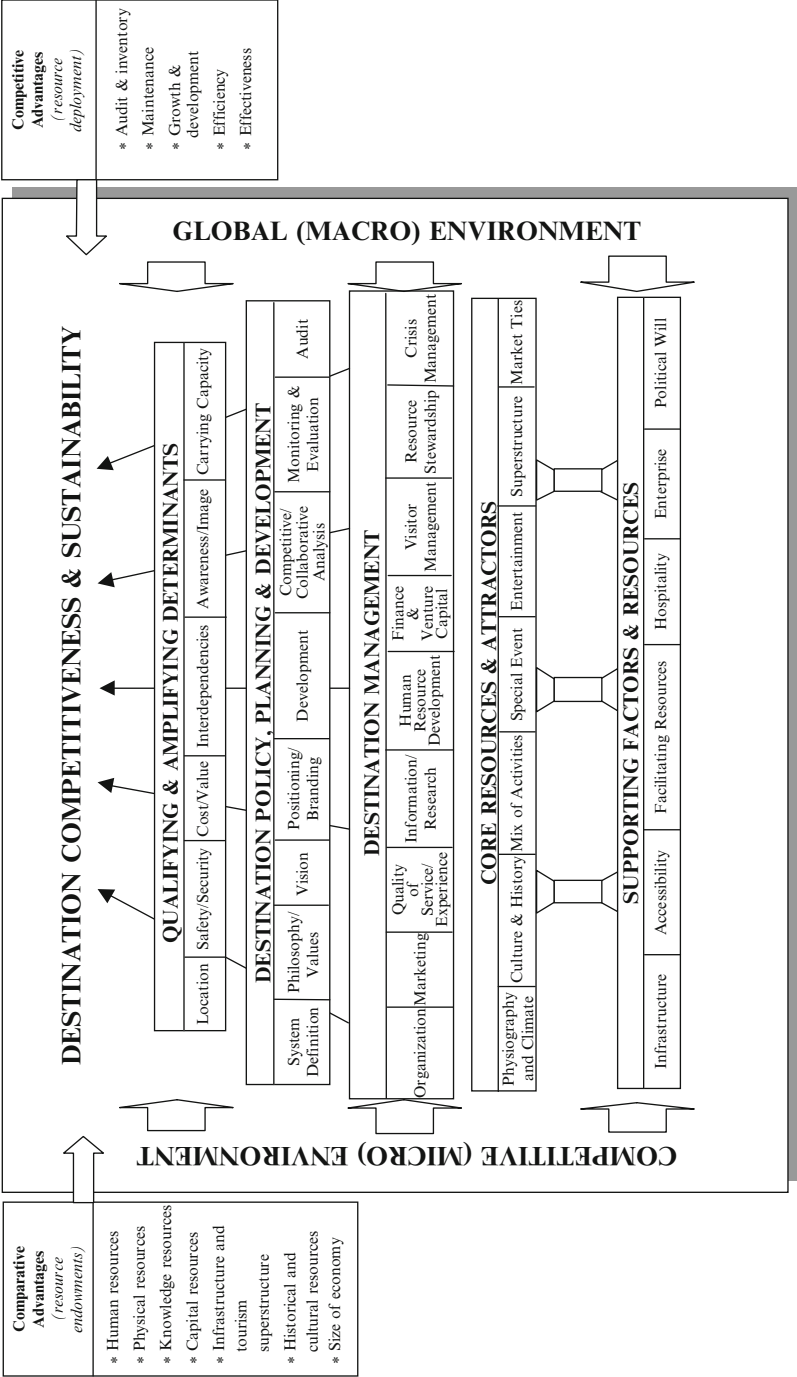 Comparative
Advantages
(resource
endowments)
* Human resources
* Physical resources
* Knowledge resources
* Capital resources
* Infrastructure and
tourism
superstructure
* Historical and
cultural resources
* Size of economy
Competitive
Advantages
(resource
deployment)
* Audit & inventory
* Maintenance
* Growth &
development
* Efficiency
* Effectiveness
DESTINATION COMPETITIVENESS & SUSTAINABILITY
COMPETITIVE (MICRO) ENVIRONMENT
GLOBAL (MACRO) ENVIRONMENT
QUALIFYING & AMPLIFYING DETERMINANTS
Location
Safety/Security
Cost/Value
Interdependencies
Awareness/Image
Carrying Capacity
DESTINATION POLICY, PLANNING & DEVELOPMENT
System
Definition
Philosophy/
Values
Vision
Positioning/
Branding
Development
Competitive/
Collaborative
Analysis
Monitoring &
Evaluation
Audit
DESTINATION MANAGEMENT
Organization
Marketing
Quality
of
Service/
Experience
Information/
Research
Human
Resource
Development
Finance
&
Venture
Capital
Visitor
Management
Resource
Stewardship
Crisis
Management
CORE RESOURCES & ATTRACTORS
Physiography
and Climate
Culture & History
Mix of Activities
Special Event
Entertainment
Superstructure
Market Ties
SUPPORTING FACTORS & RESOURCES
Infrastructure
Accessibility
Facilitating Resources
Hospitality
Enterprise
Political Will